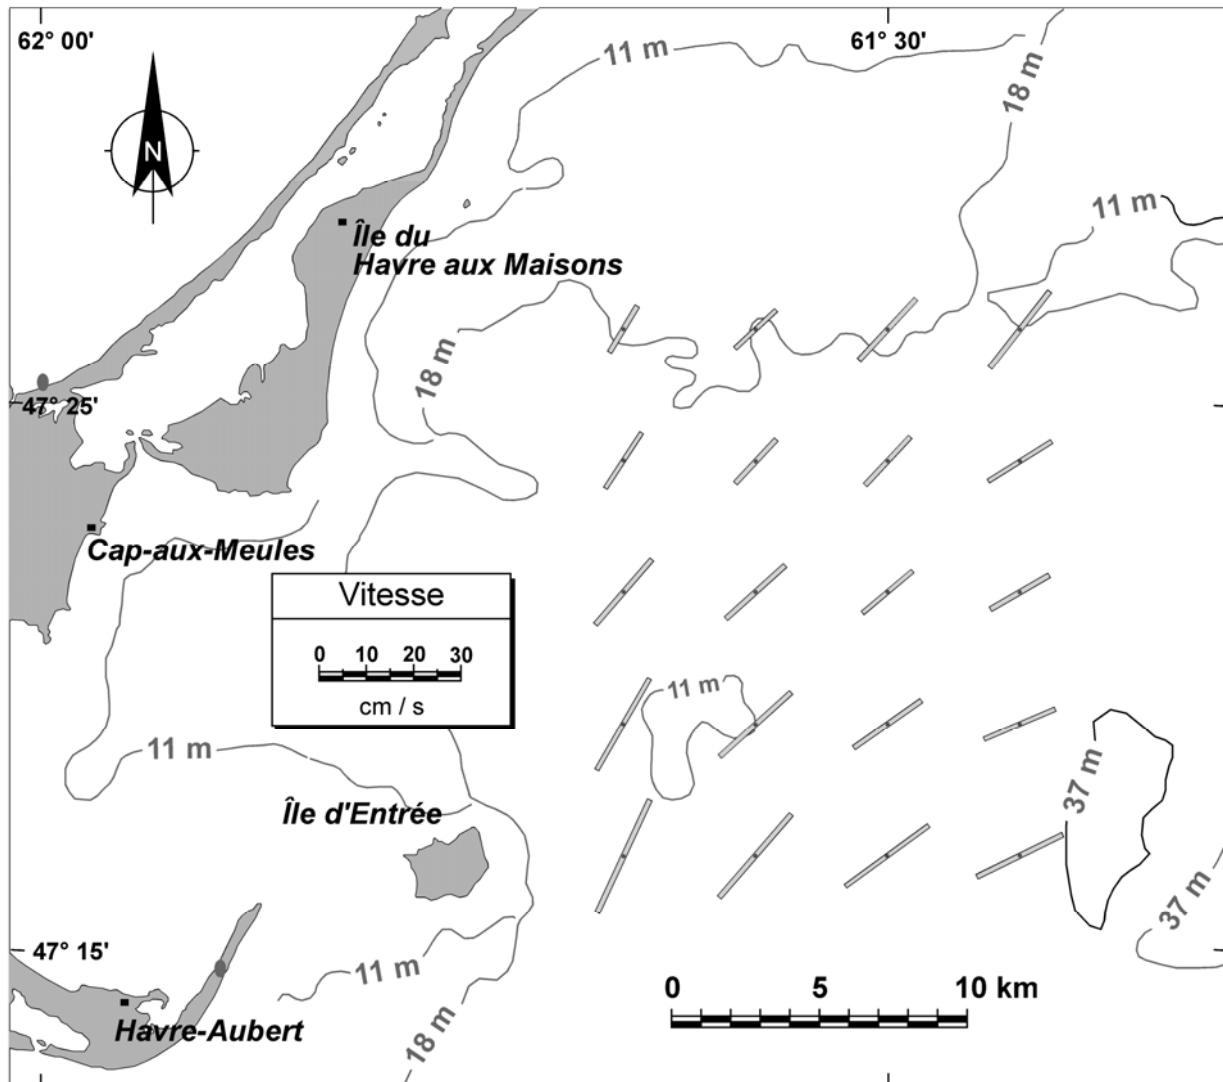 62° 00'
61° 30'
11 m
18 m
N
11 m
Île du
Havre aux Maisons
18 m
47° 25'
Cap-aux-Meules
Vitesse
0 10 20 30
cm / s
11 m
11 m
37 m
Île d'Entrée
37 m
47° 15'
11 m
0 5 10 km
Havre-Aubert
18 m